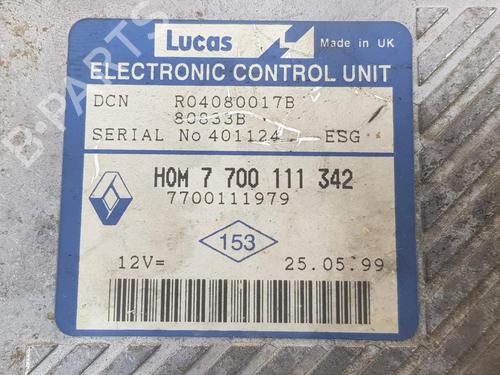 Lucas Made in UK
ELECTRONIC CONTROL UNIT
DCN R04080017B
80833B
SERIAL No 401124 ESG
HOM 7 700 111 342
7700111979
153
12V= 25.05.99
B-PARTS